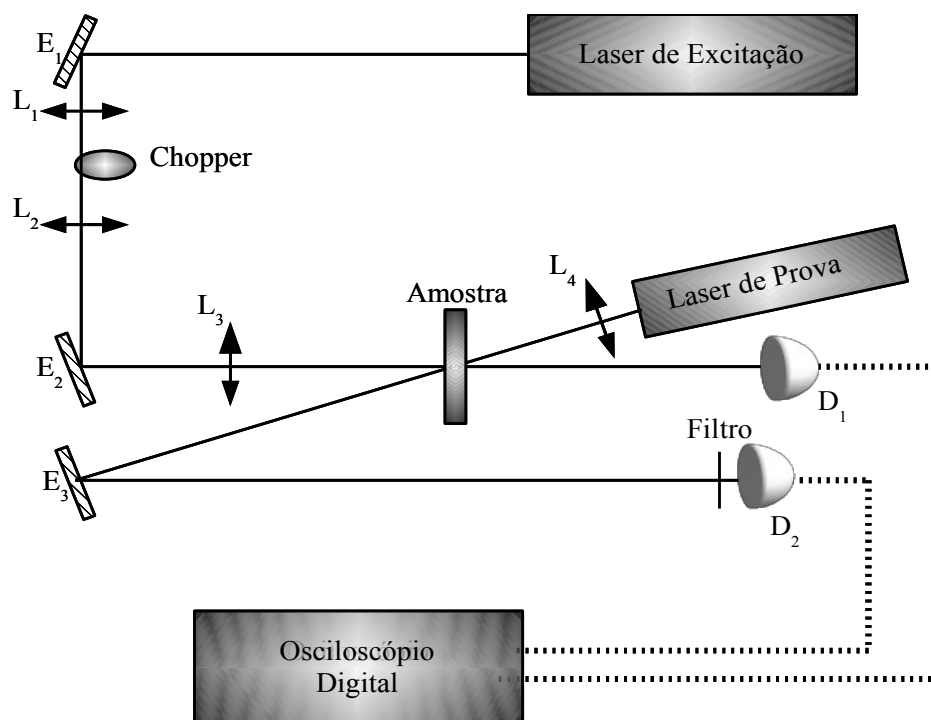 E₁
Laser de Excitação
L₁
Chopper
L₂
L₄
Laser de Prova
Amostra
L₃
E₂
D₁
Filtro
E₃
D₂
Osciloscópio
Digital